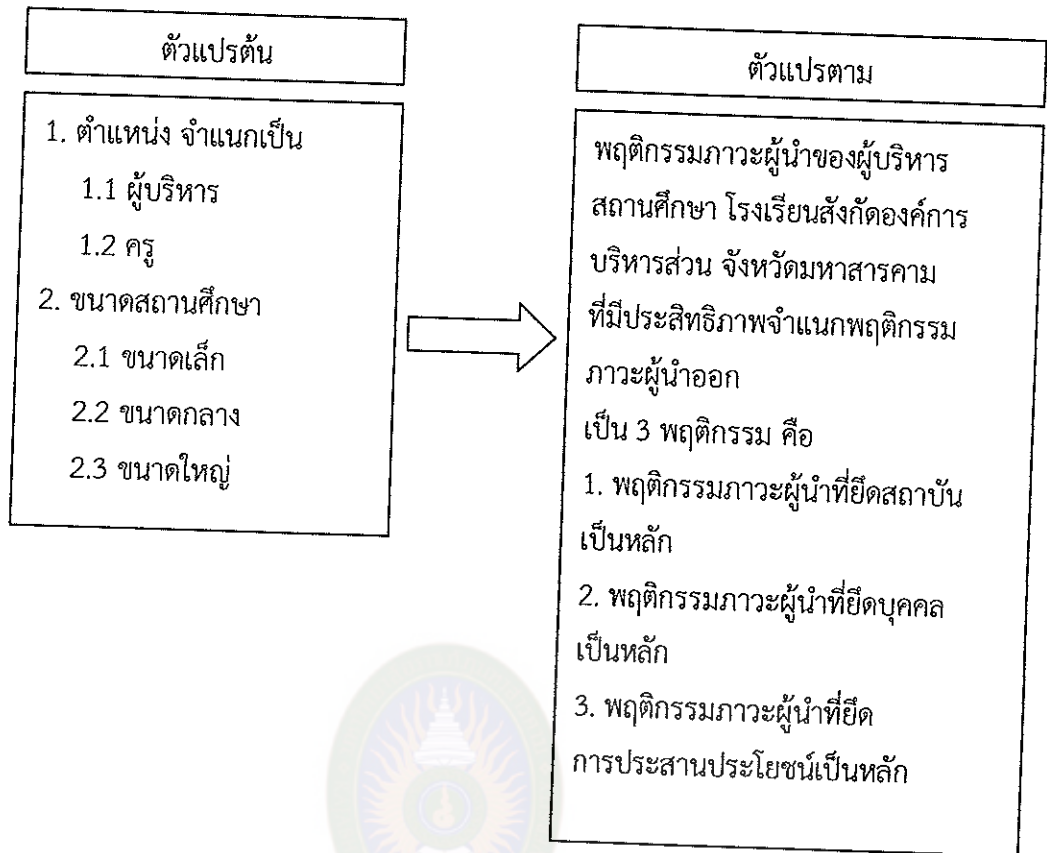 ตัวแปรต้น
1. ตำแหน่ง จำแนกเป็น
1.1 ผู้บริหาร
1.2 ครู
2. ขนาดสถานศึกษา
2.1 ขนาดเล็ก
2.2 ขนาดกลาง
2.3 ขนาดใหญ่
ตัวแปรตาม
พฤติกรรมภาวะผู้นำของผู้บริหาร
สถานศึกษา โรงเรียนสังกัดองค์การ
บริหารส่วน จังหวัดมหาสารคาม
ที่มีประสิทธิภาพจำแนกพฤติกรรม
ภาวะผู้นำออก
เป็น 3 พฤติกรรม คือ
1. พฤติกรรมภาวะผู้นำที่ยึดสถาบัน
เป็นหลัก
2. พฤติกรรมภาวะผู้นำที่ยึดบุคคล
เป็นหลัก
3. พฤติกรรมภาวะผู้นำที่ยึด
การประสานประโยชน์เป็นหลัก